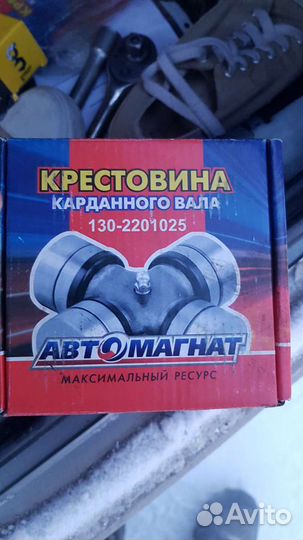 КРЕСТОВИНА
КАРДАННОГО ВАЛА
130-2201025
АВТОМАГНАТ
МАКСИМАЛЬНЫЙ РЕСУРС
Avito